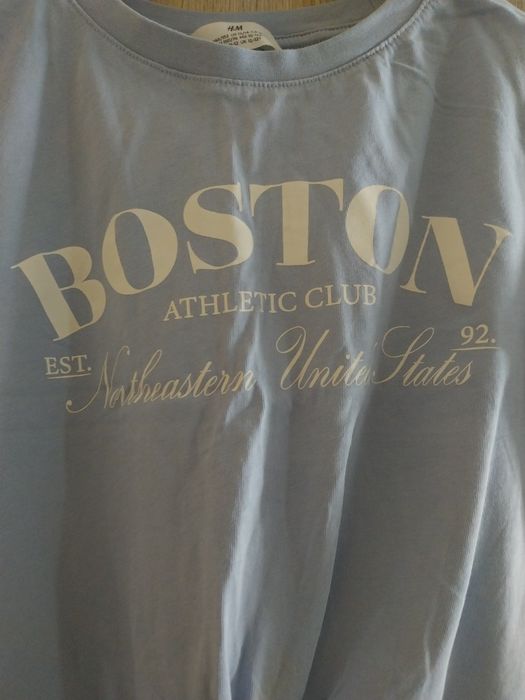 H&M
BOSTON
ATHLETIC CLUB
EST. 92.
Northeastern United States